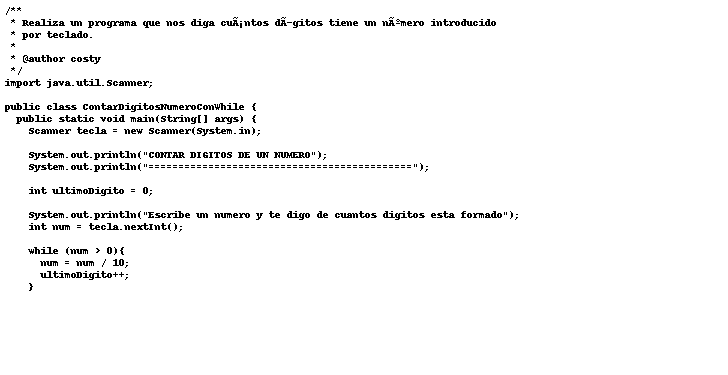 /**
 * Realiza un programa que nos diga cuÃ¡ntos dÃ­gitos tiene un nÃºmero introducido
 * por teclado.
 *
 * @author costy
 */
import java.util.Scanner;
public class ContarDigitosNumeroConWhile {
  public static void main(String[] args) {
    Scanner tecla = new Scanner(System.in);
    System.out.println("CONTAR DIGITOS DE UN NUMERO");
    System.out.println("============================================");
    int ultimoDigito = 0;
    System.out.println("Escribe un numero y te digo de cuantos digitos esta formado");
    int num = tecla.nextInt();
    while (num > 0){
      num = num / 10;
      ultimoDigito++;
    }